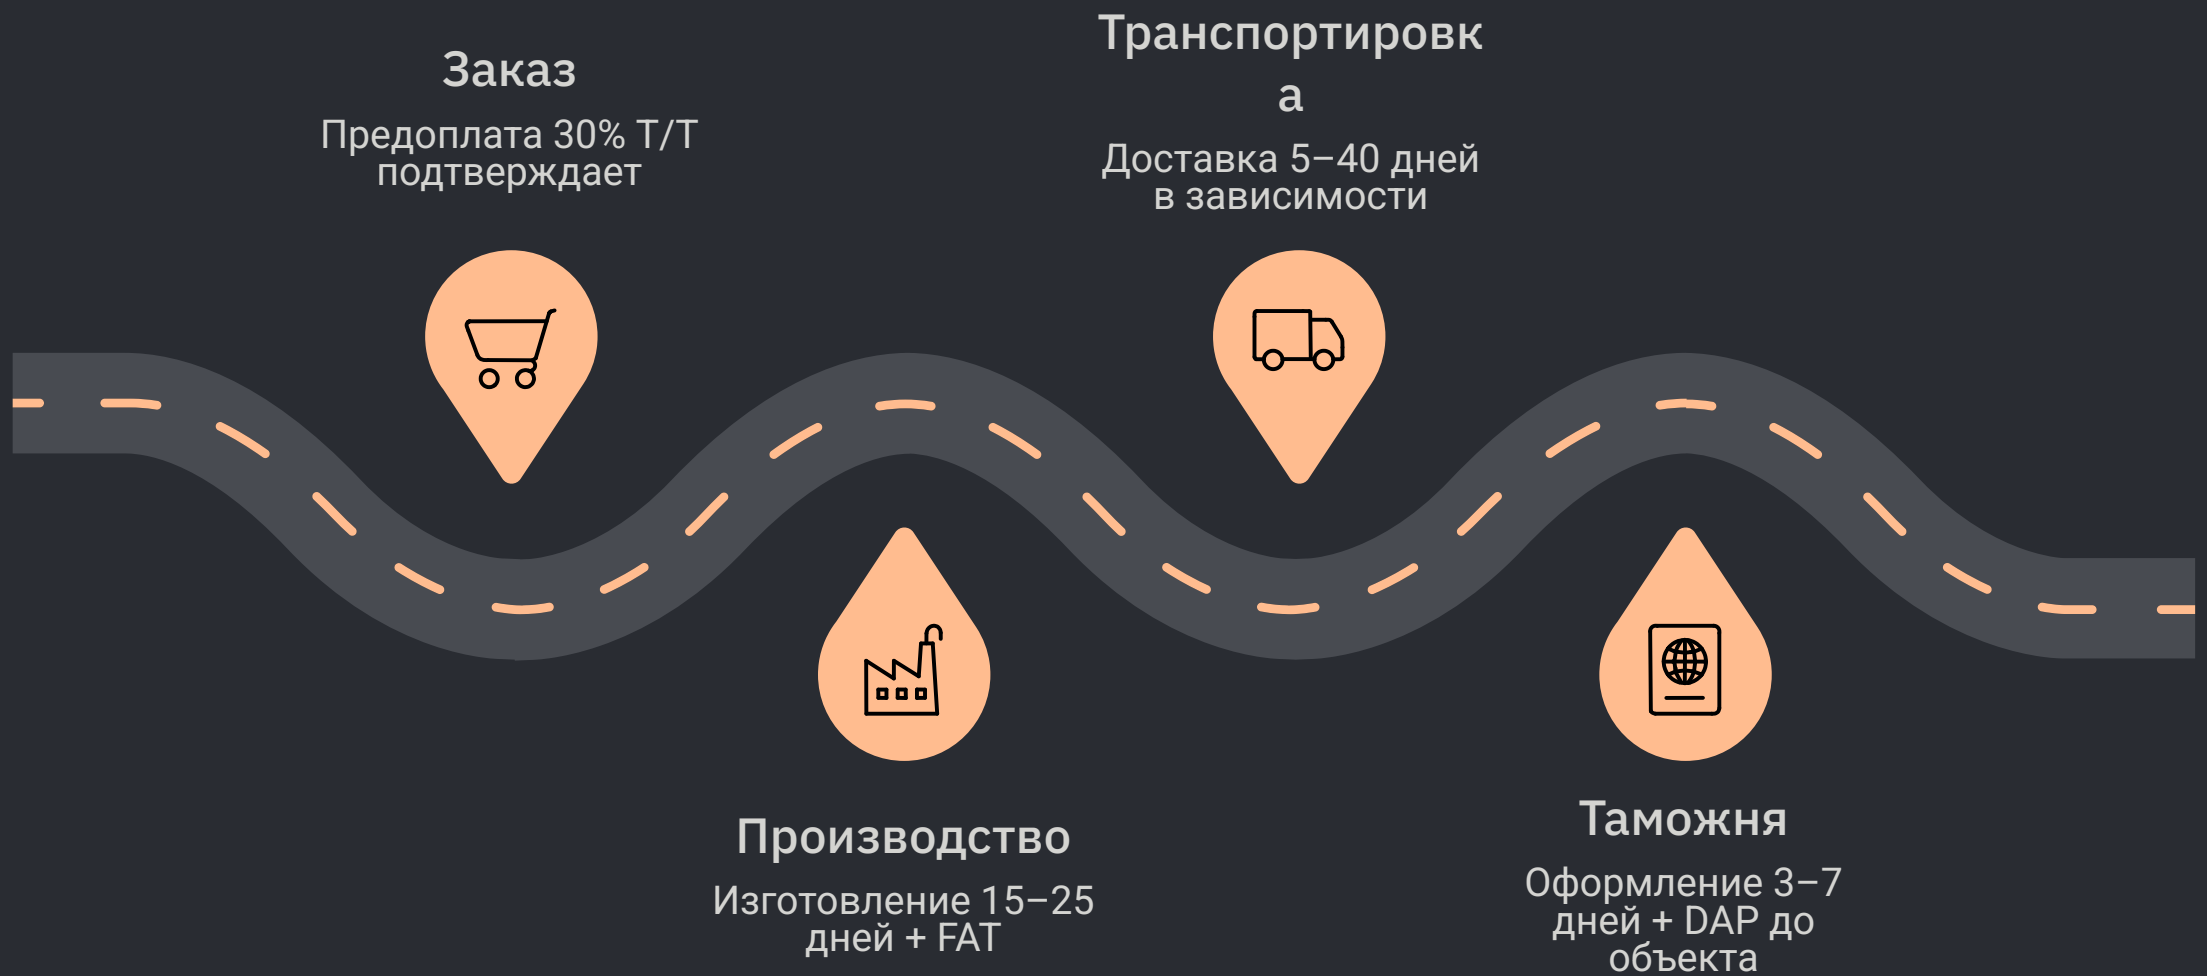 Заказ
Предоплата 30% T/T
подтверждает
Транспортировк
а
Доставка 5–40 дней
в зависимости
Производство
Изготовление 15–25
дней + FAT
Таможня
Оформление 3–7
дней + DAP до
объекта